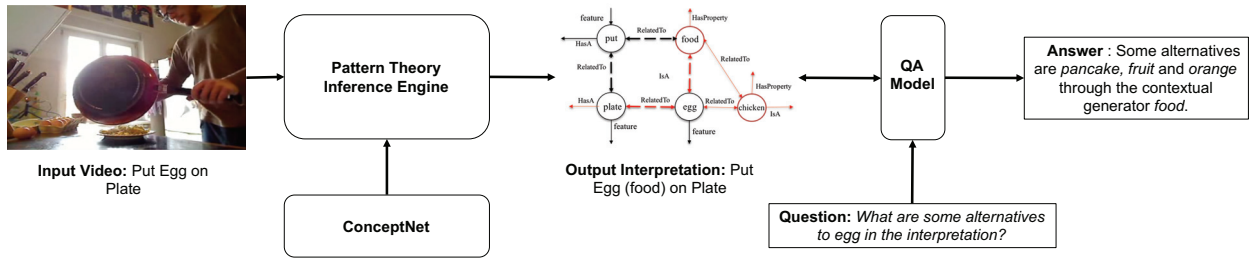 Input Video: Put Egg on
Plate
Pattern Theory
Inference Engine
ConceptNet
feature
HasProperty
HasA
put
RelatedTo
food
RelatedTo
IsA
RelatedTo
HasProperty
HasA
plate
RelatedTo
egg
RelatedTo
chicken
IsA
feature
feature
Output Interpretation: Put
Egg (food) on Plate
QA
Model
Question: What are some alternatives
to egg in the interpretation?
Answer : Some alternatives
are pancake, fruit and orange
through the contextual
generator food.